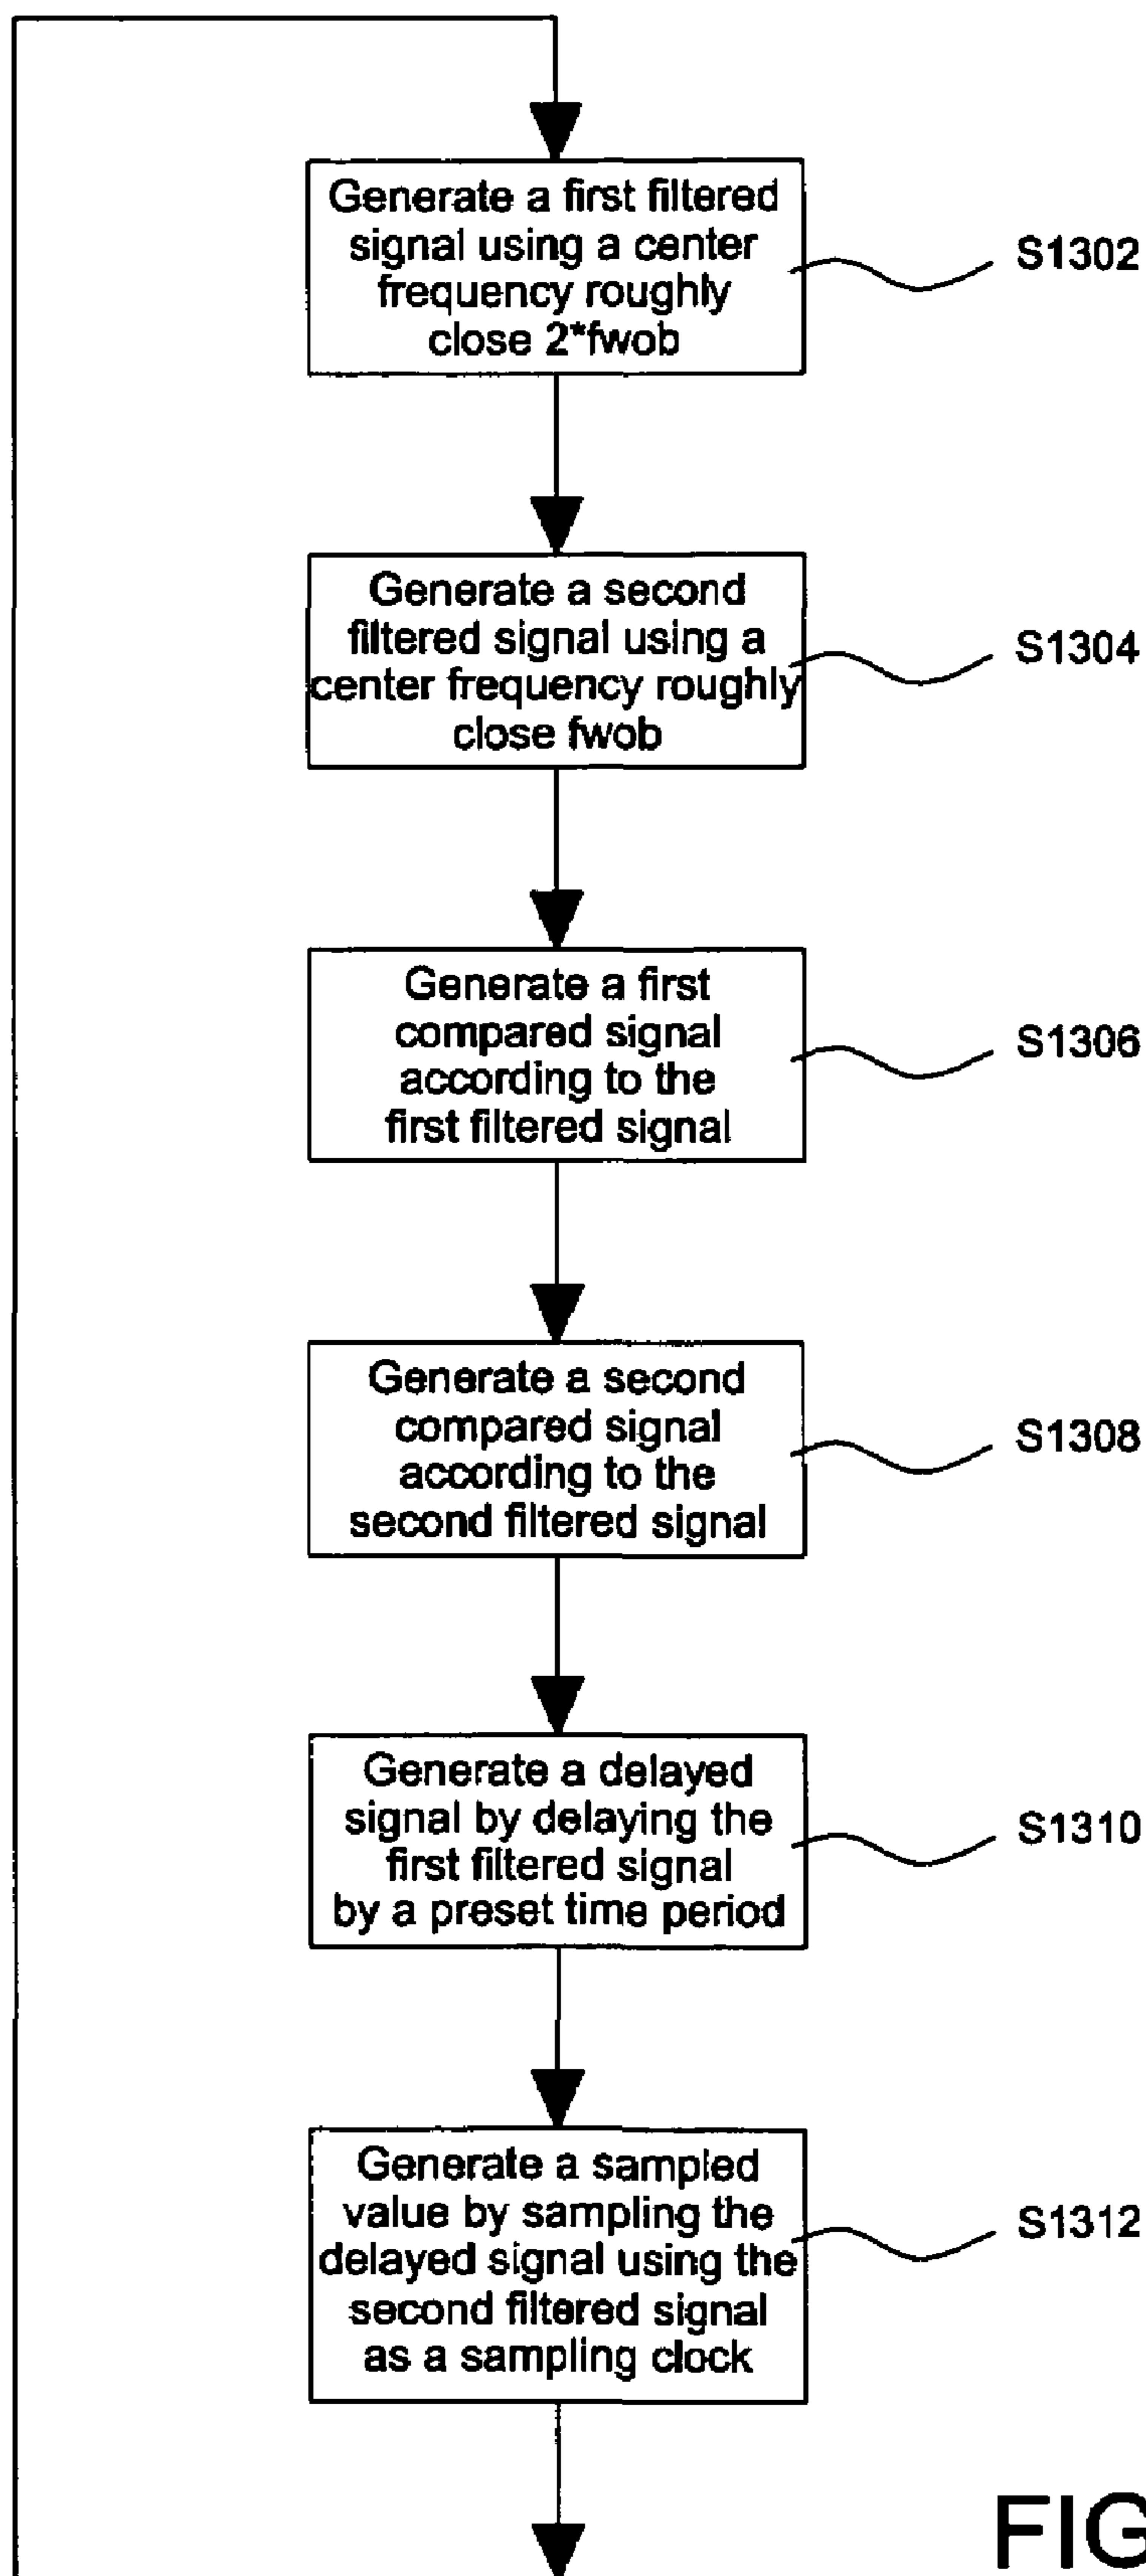 Generate a first filtered
signal using a center
frequency roughly
close 2*fwob
S1302
Generate a second
filtered signal using a
center frequency roughly
close fwob
S1304
Generate a first
compared signal
according to the
first filtered signal
S1306
Generate a second
compared signal
according to the
second filtered signal
S1308
Generate a delayed
signal by delaying the
first filtered signal
by a preset time period
S1310
Generate a sampled
value by sampling the
delayed signal using the
second filtered signal
as a sampling clock
S1312
FIG